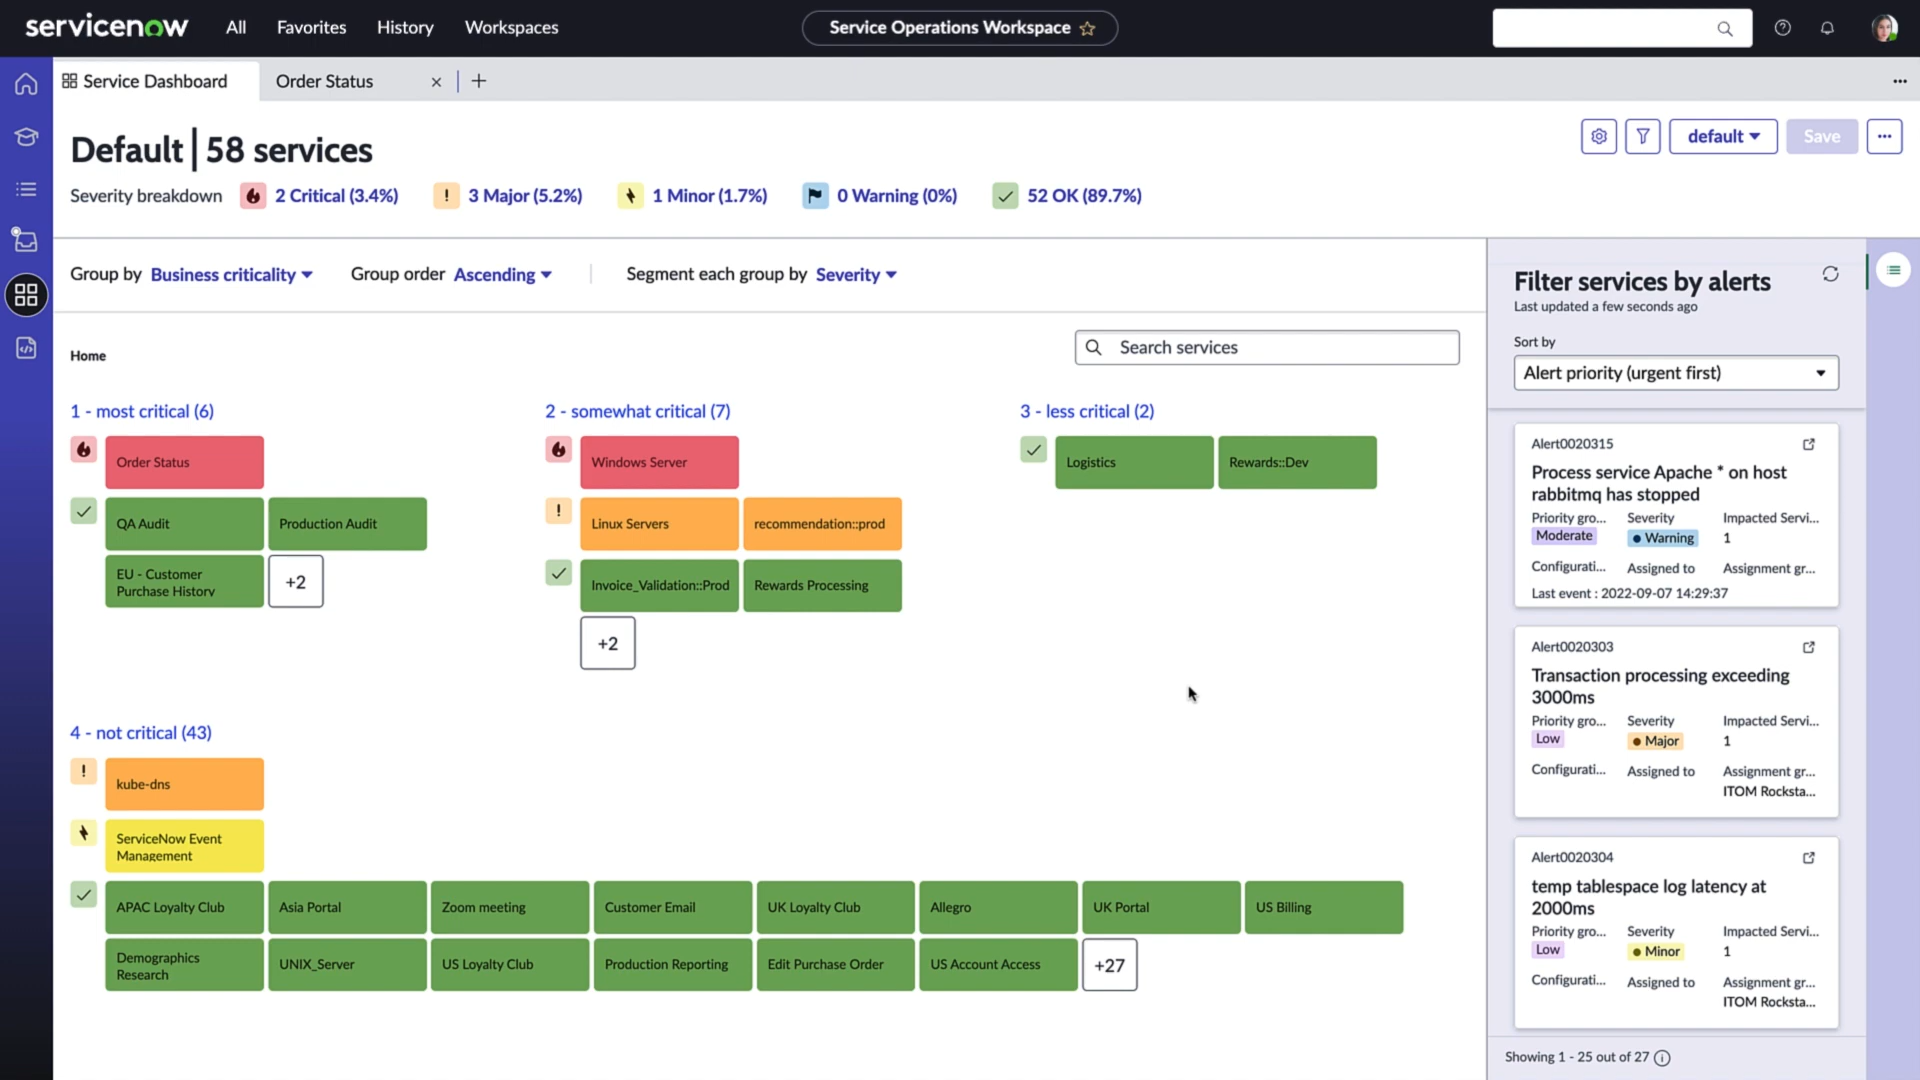 servicenow All Favorites History Workspaces Service Operations Workspace
Service Dashboard Order Status
Default | 58 services
default Save
Severity breakdown 2 Critical (3.4%) 3 Major (5.2%) 1 Minor (1.7%) 0 Warning (0%) 52 OK (89.7%)
Group by Business criticality Group order Ascending Segment each group by Severity
Home
Search services
1 - most critical (6)
Order Status
QA Audit Production Audit
EU - Customer
Purchase History
+2
2 - somewhat critical (7)
Windows Server
Linux Servers recommendation::prod
Invoice_Validation::Prod Rewards Processing
+2
3 - less critical (2)
Logistics Rewards::Dev
4 - not critical (43)
kube-dns
ServiceNow Event
Management
APAC Loyalty Club Asia Portal Zoom meeting Customer Email UK Loyalty Club Allegro UK Portal US Billing
Demographics
Research
UNIX_Server US Loyalty Club Production Reporting Edit Purchase Order US Account Access +27
Filter services by alerts
Last updated a few seconds ago
Sort by
Alert priority (urgent first)
Alert0020315
Process service Apache * on host
rabbitmq has stopped
Priority gro... Severity Impacted Servi...
Moderate Warning 1
Configurati... Assigned to Assignment gr...
Last event : 2022-09-07 14:29:37
Alert0020303
Transaction processing exceeding
3000ms
Priority gro... Severity Impacted Servi...
Low Major 1
Configurati... Assigned to Assignment gr...
ITOM Rocksta...
Alert0020304
temp tablespace log latency at
2000ms
Priority gro... Severity Impacted Servi...
Low Minor 1
Configurati... Assigned to Assignment gr...
ITOM Rocksta...
Showing 1 - 25 out of 27